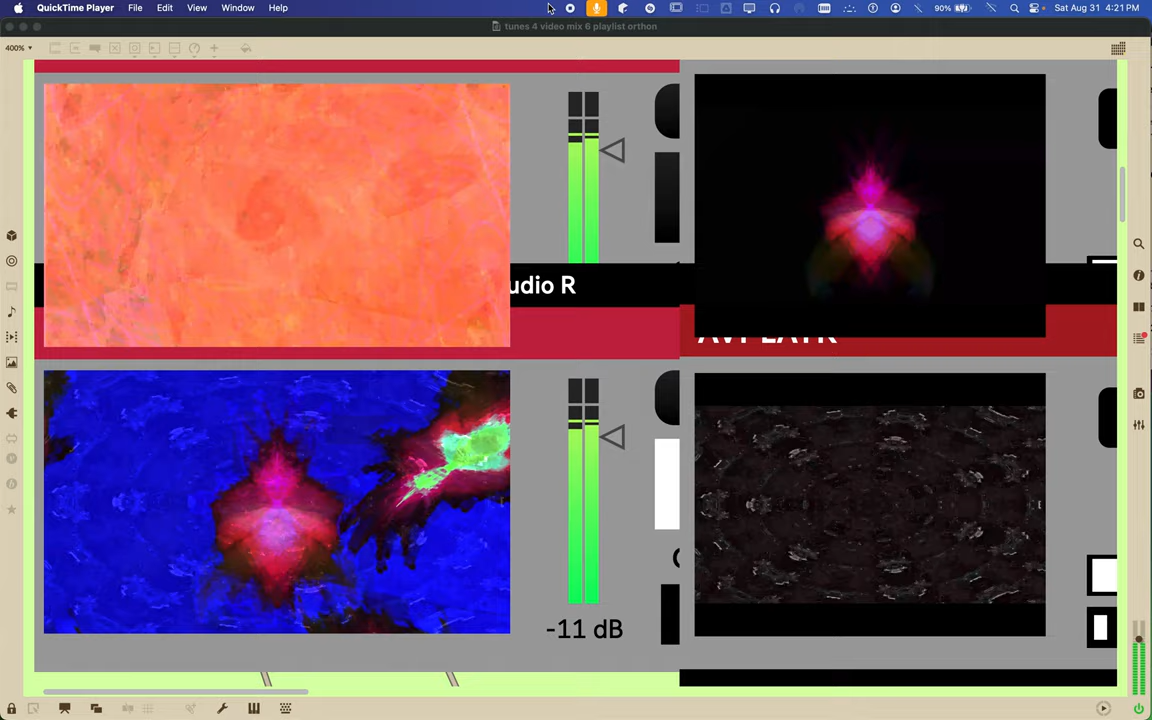 QuickTime Player File Edit View Window Help 90% Sat Aug 31 4:21 PM
tunes 4 video mix 6 playlist orthon
400%
udio R
-11 dB